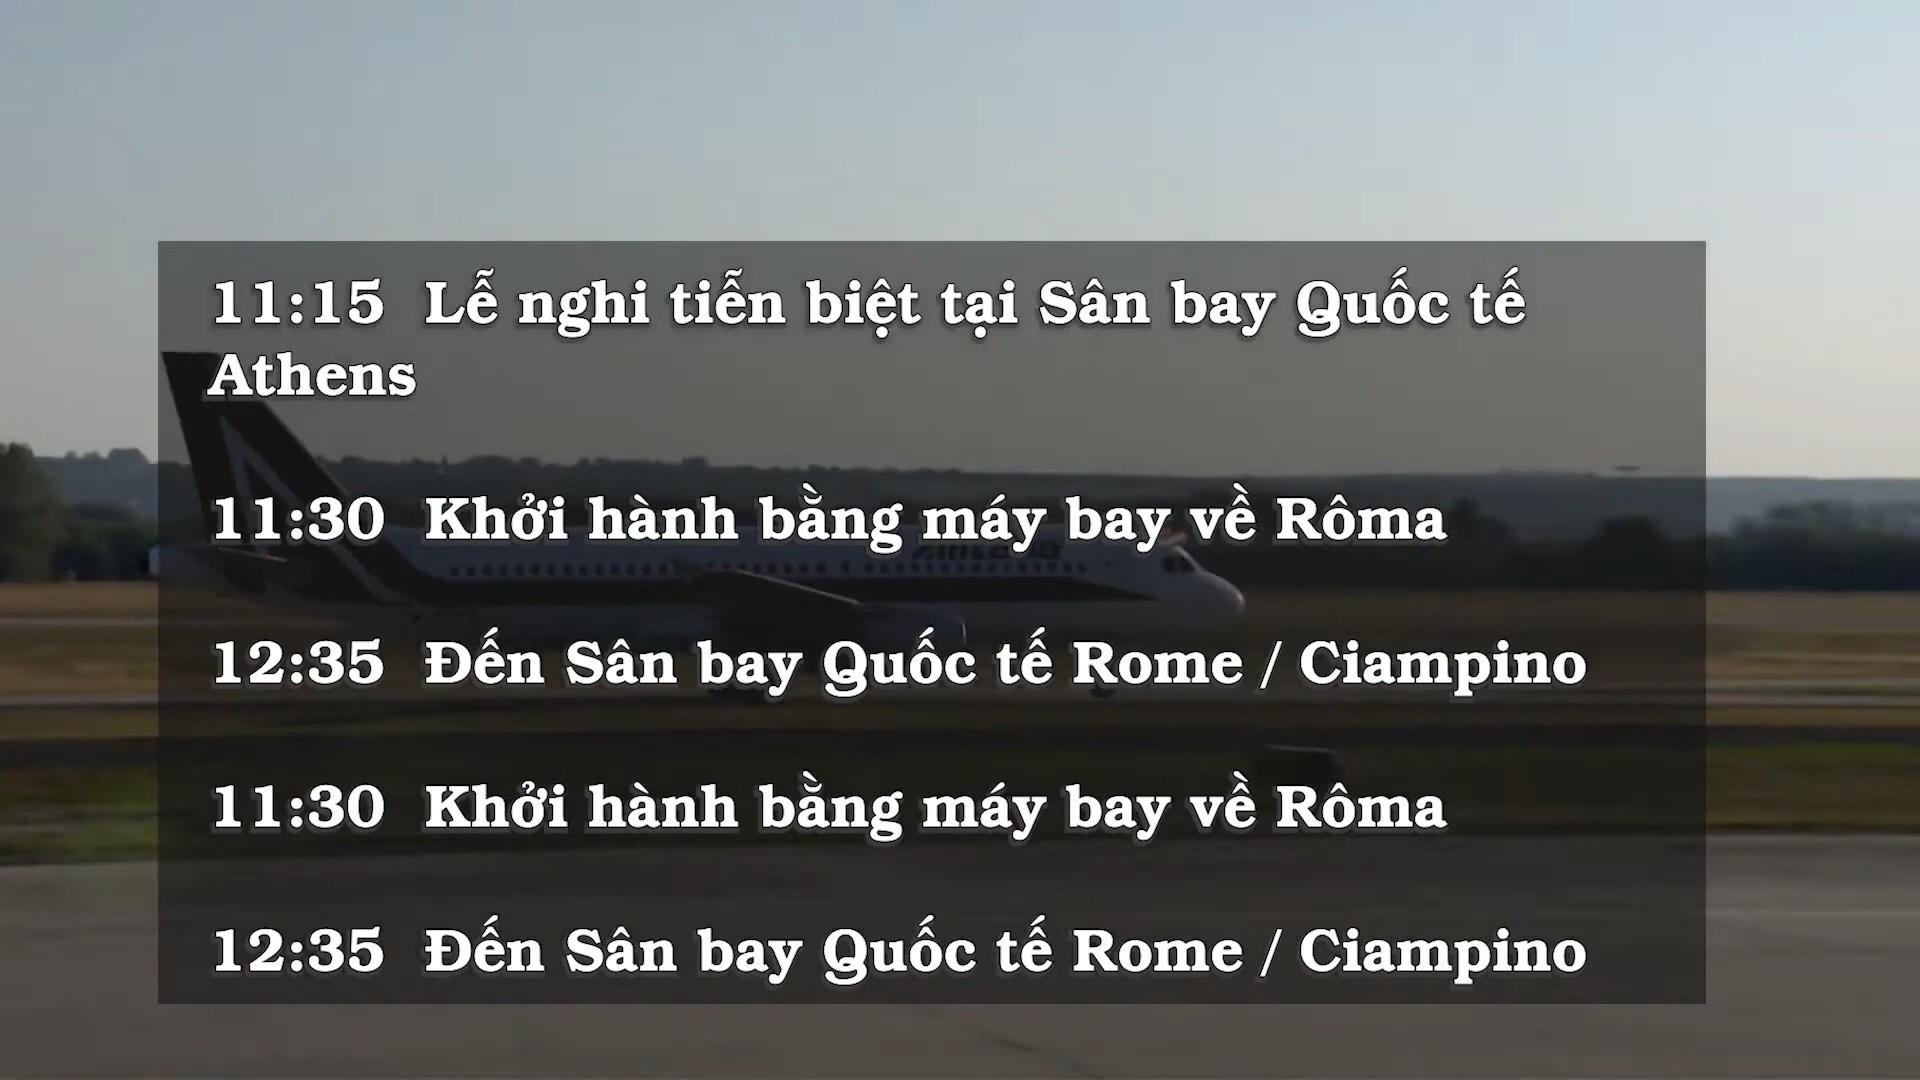 11:15 Lễ nghi tiễn biệt tại Sân bay Quốc tế
Athens
11:30 Khởi hành bằng máy bay về Rôma
12:35 Đến Sân bay Quốc tế Rome / Ciampino
11:30 Khởi hành bằng máy bay về Rôma
12:35 Đến Sân bay Quốc tế Rome / Ciampino